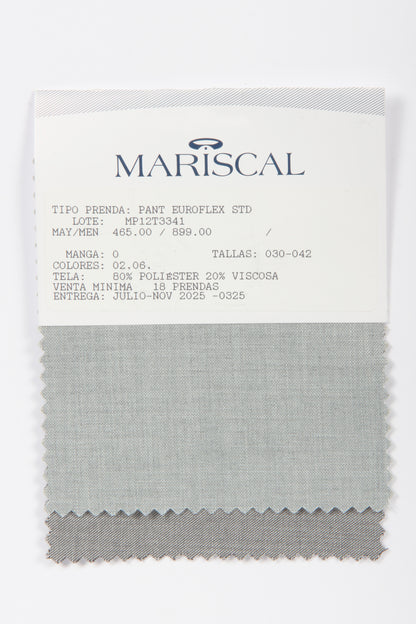 MARISCAL
TIPO PRENDA: PANT EUROFLEX STD
LOTE: MP12T3341
MAY/MEN 465.00 / 899.00 /
MANGA: 0 TALLAS: 030-042
COLORES: 02.06.
TELA: 80% POLIÉSTER 20% VISCOSA
VENTA MINIMA 18 PRENDAS
ENTREGA: JULIO-NOV 2025 -0325